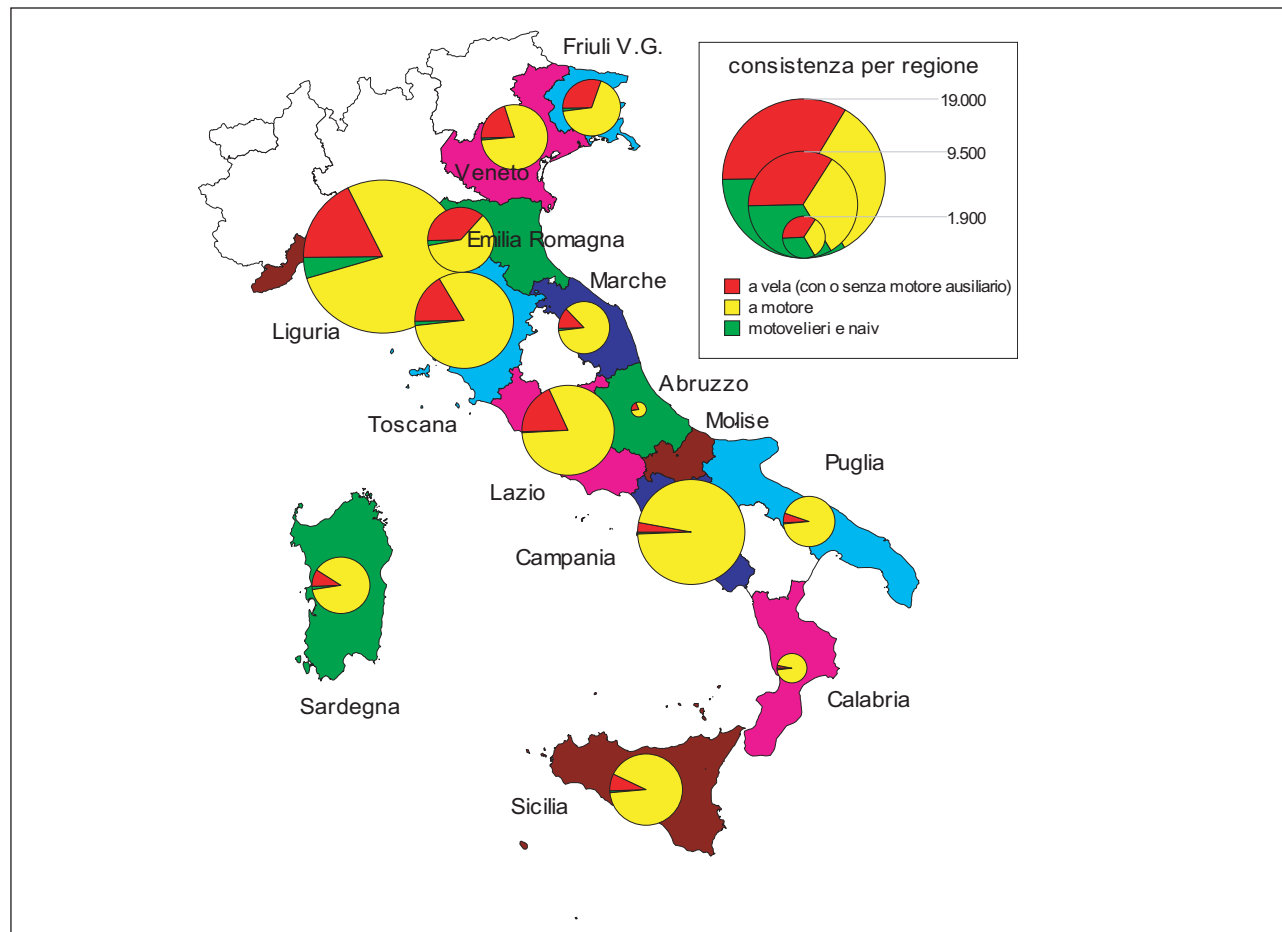 Friuli V.G.
consistenza per regione
19.000
9.500
1.900
a vela (con o senza motore ausiliario)
a motore
motovelieri e naiv
Veneto
Emilia Romagna
Marche
Liguria
Abruzzo
Toscana
Molise
Puglia
Lazio
Campania
Sardegna
Calabria
Sicilia